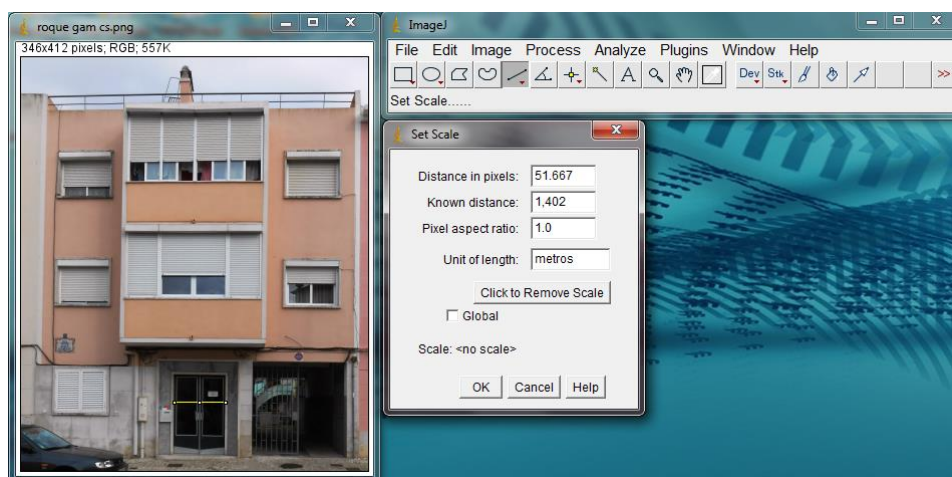 roque gam cs.png
346x412 pixels; RGB; 557K
ImageJ
File Edit Image Process Analyze Plugins Window Help
A Dev Stk >>
Set Scale......
Set Scale
Distance in pixels: 51.667
Known distance: 1,402
Pixel aspect ratio: 1.0
Unit of length: metros
Click to Remove Scale
Global
Scale: <no scale>
OK Cancel Help